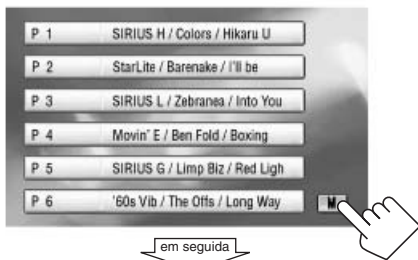 P 1 SIRIUS H / Colors / Hikaru U
P 2 StarLite / Barenake / I'll be
P 3 SIRIUS L / Zebranea / Into You
P 4 Movin' E / Ben Fold / Boxing
P 5 SIRIUS G / Limp Biz / Red Ligh
P 6 '60s Vib / The Offs / Long Way M
em seguida